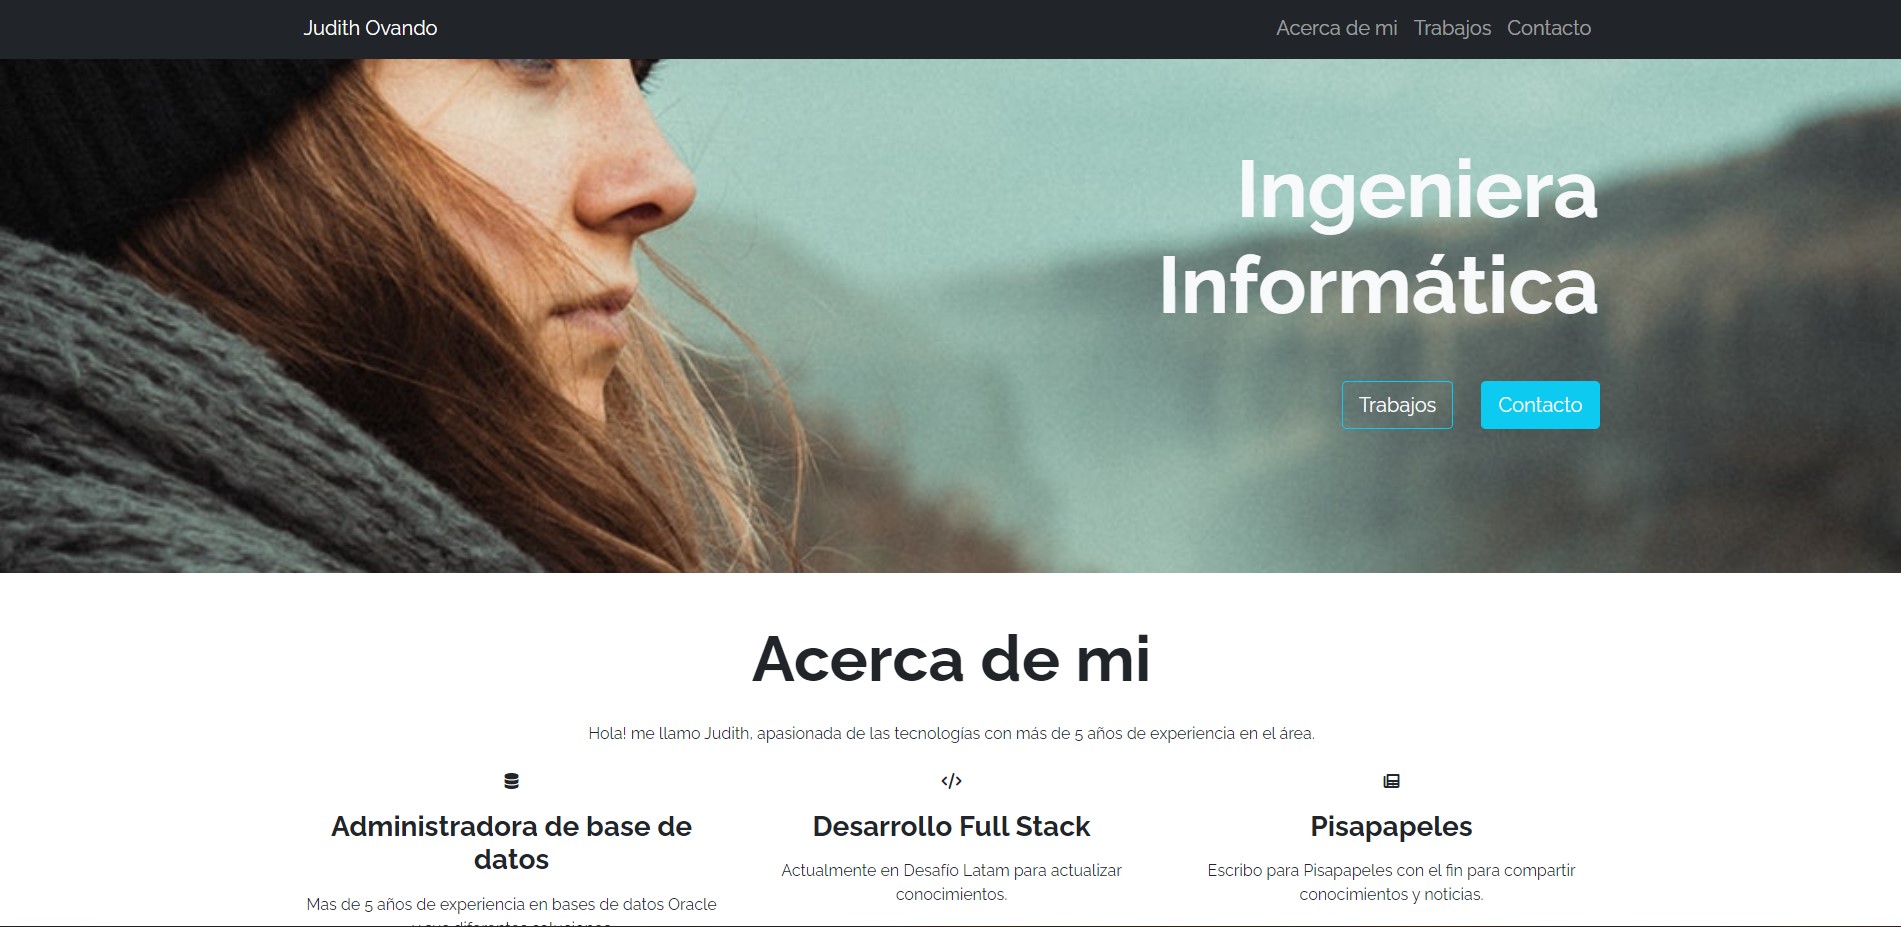 Judith Ovando
Acerca de mi Trabajos Contacto
Ingeniera
Informática
Trabajos Contacto
Acerca de mi
Hola! me llamo Judith, apasionada de las tecnologías con más de 5 años de experiencia en el área.
Administradora de base de
datos
Mas de 5 años de experiencia en bases de datos Oracle
y sus diferentes soluciones.
Desarrollo Full Stack
Actualmente en Desafío Latam para actualizar
conocimientos.
Pisapapeles
Escribo para Pisapapeles con el fin para compartir
conocimientos y noticias.